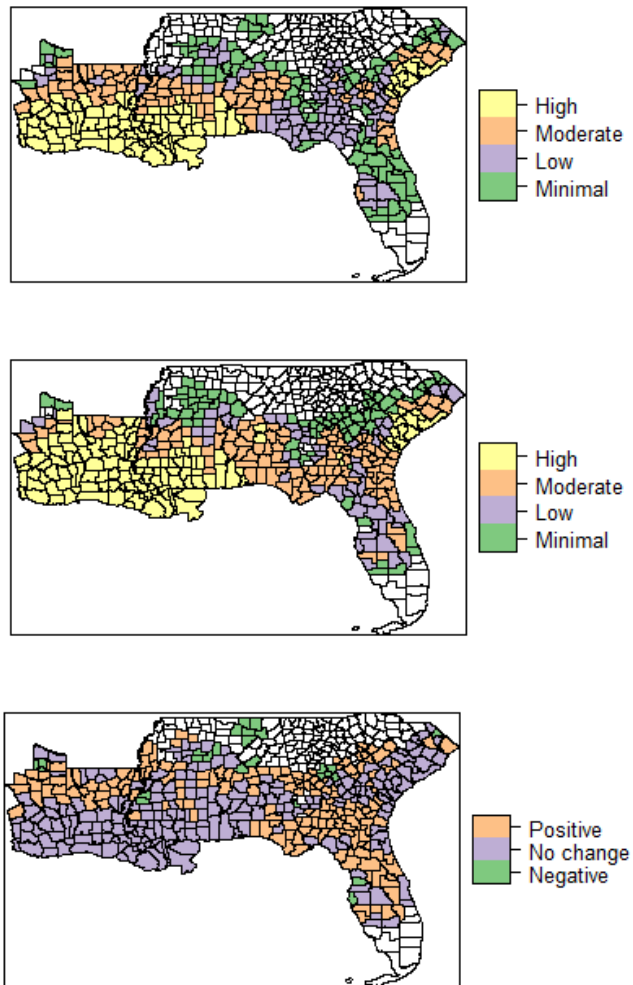 High
Moderate
Low
Minimal
High
Moderate
Low
Minimal
Positive
No change
Negative